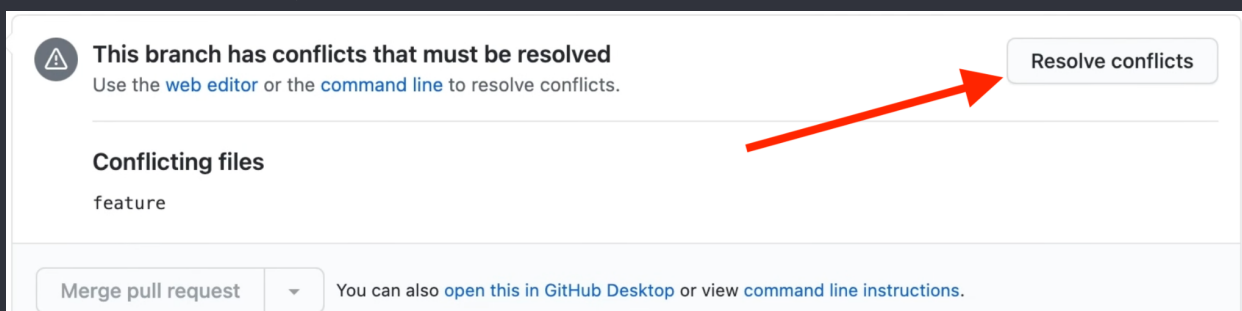 This branch has conflicts that must be resolved
Resolve conflicts
Use the web editor or the command line to resolve conflicts.
Conflicting files
feature
Merge pull request
You can also open this in GitHub Desktop or view command line instructions.